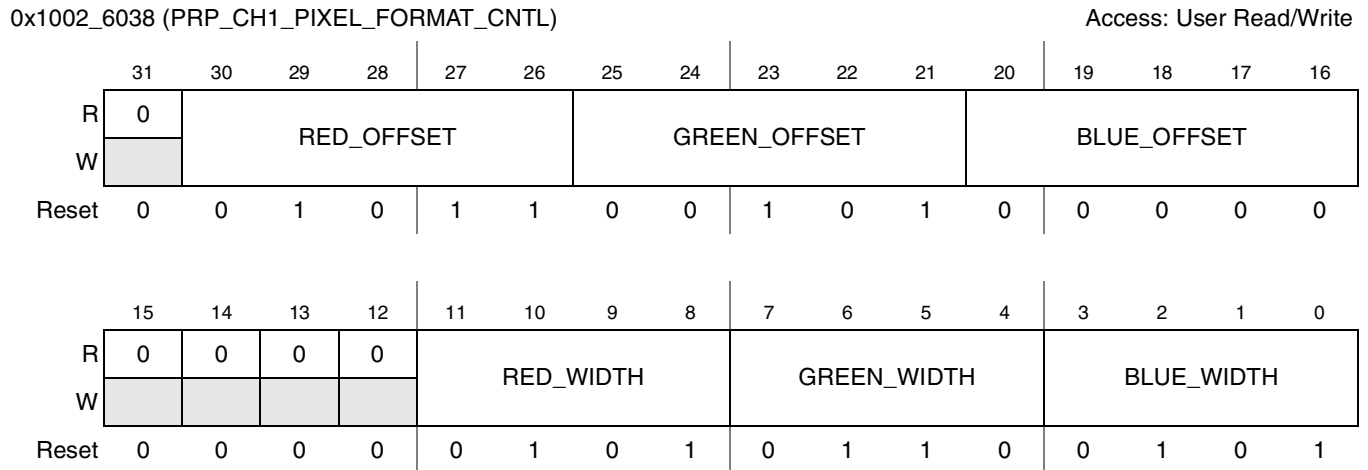 0x1002_6038 (PRP_CH1_PIXEL_FORMAT_CNTL) Access: User Read/Write
31 30 29 28 27 26 25 24 23 22 21 20 19 18 17 16
R 0
RED_OFFSET GREEN_OFFSET BLUE_OFFSET
W
Reset 0 0 1 0 1 1 0 0 1 0 1 0 0 0 0 0
15 14 13 12 11 10 9 8 7 6 5 4 3 2 1 0
R 0 0 0 0
RED_WIDTH GREEN_WIDTH BLUE_WIDTH
W
Reset 0 0 0 0 0 1 0 1 0 1 1 0 0 1 0 1